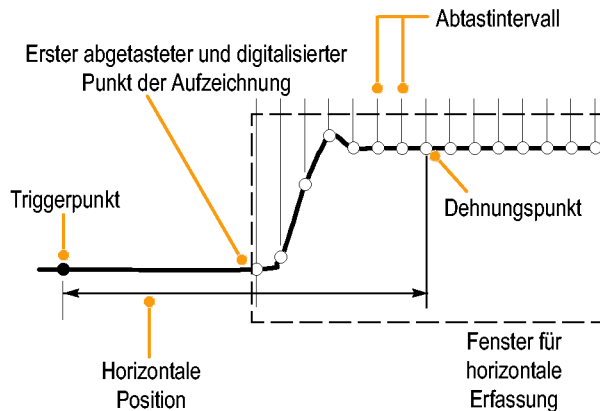 Abtastintervall
Erster abgetasteter und digitalisierter
Punkt der Aufzeichnung
Triggerpunkt
Dehnungspunkt
Horizontale
Position
Fenster für
horizontale
Erfassung